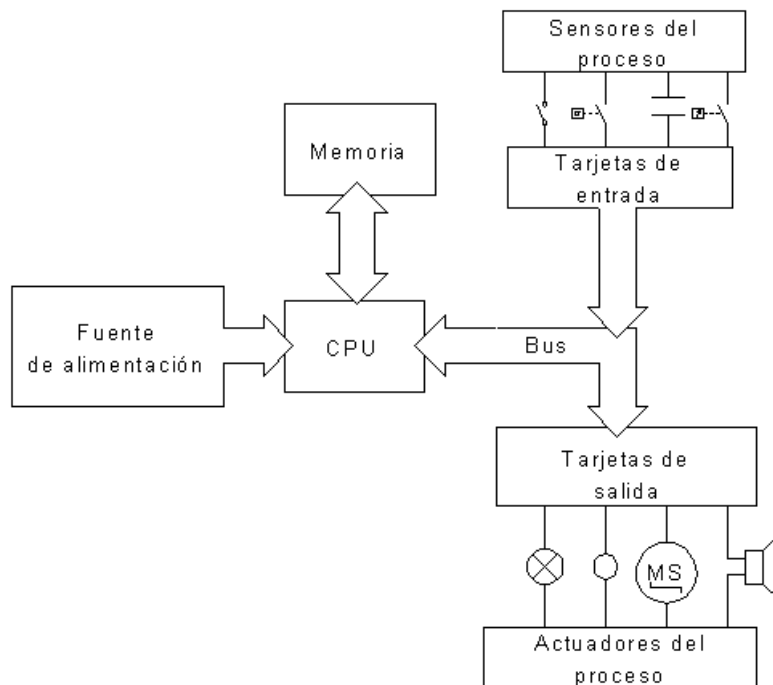 Sensores del
proceso
Memoria
Tarjetas de
entrada
Fuente
de alimentación
CPU
Bus
Tarjetas de
salida
MS
Actuadores del
proceso